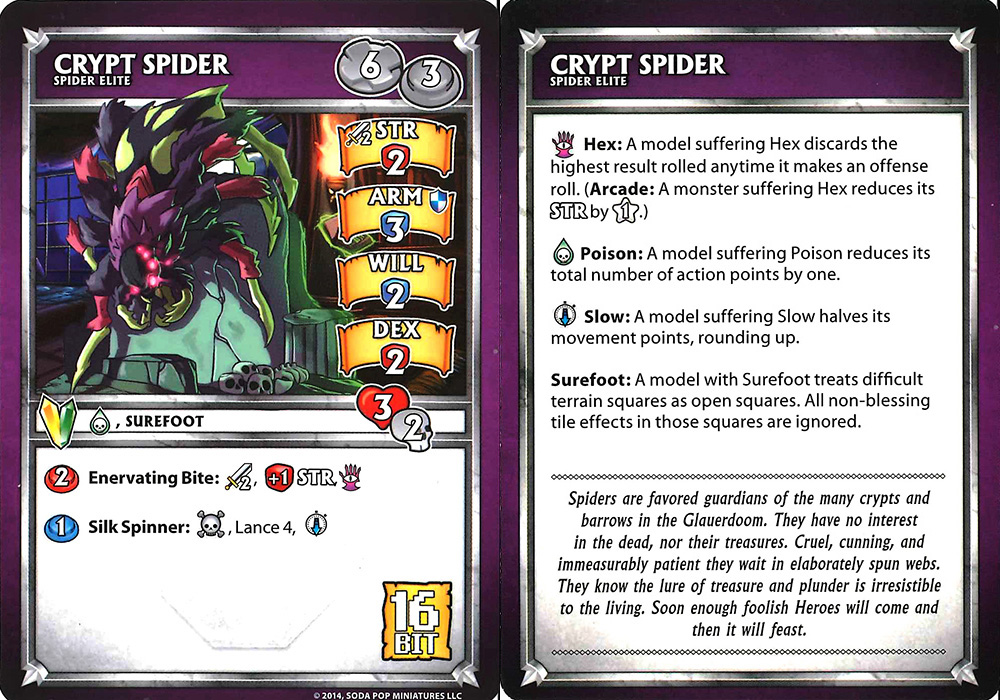 CRYPT SPIDER
SPIDER ELITE
6
3
2 STR
2
ARM
3
WILL
2
DEX
2
3
2
, SUREFOOT
2 Enervating Bite: 2, +1 STR
1 Silk Spinner: , Lance 4,
16
BIT
© 2014, SODA POP MINIATURES LLC
CRYPT SPIDER
SPIDER ELITE
Hex: A model suffering Hex discards the
highest result rolled anytime it makes an offense
roll. (Arcade: A monster suffering Hex reduces its
STR by 1.)
Poison: A model suffering Poison reduces its
total number of action points by one.
Slow: A model suffering Slow halves its
movement points, rounding up.
Surefoot: A model with Surefoot treats difficult
terrain squares as open squares. All non-blessing
tile effects in those squares are ignored.
Spiders are favored guardians of the many crypts and
barrows in the Glauerdoom. They have no interest
in the dead, nor their treasures. Cruel, cunning, and
immeasurably patient they wait in elaborately spun webs.
They know the lure of treasure and plunder is irresistible
to the living. Soon enough foolish Heroes will come and
then it will feast.